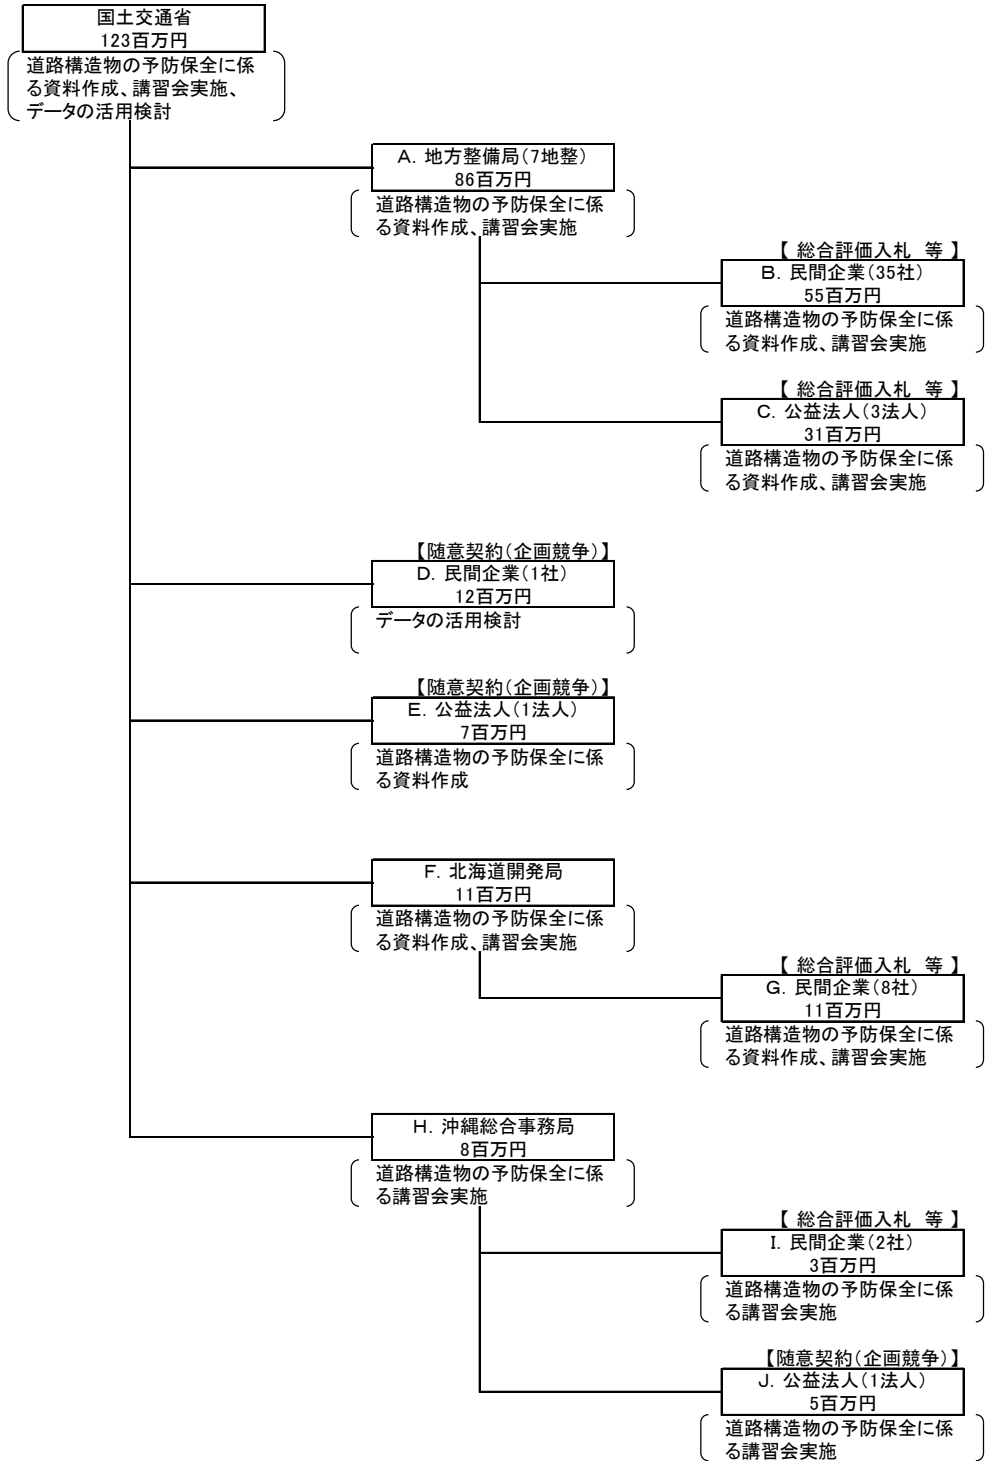 国土交通省
123百万円
道路構造物の予防保全に係
る資料作成、講習会実施、
データの活用検討
A. 地方整備局(7地整)
86百万円
道路構造物の予防保全に係
る資料作成、講習会実施
【 総合評価入札 等 】
B. 民間企業(35社)
55百万円
道路構造物の予防保全に係
る資料作成、講習会実施
【 総合評価入札 等 】
C. 公益法人(3法人)
31百万円
道路構造物の予防保全に係
る資料作成、講習会実施
【随意契約(企画競争)】
D. 民間企業(1社)
12百万円
データの活用検討
【随意契約(企画競争)】
E. 公益法人(1法人)
7百万円
道路構造物の予防保全に係
る資料作成
F. 北海道開発局
11百万円
道路構造物の予防保全に係
る資料作成、講習会実施
【 総合評価入札 等 】
G. 民間企業(8社)
11百万円
道路構造物の予防保全に係
る資料作成、講習会実施
H. 沖縄総合事務局
8百万円
道路構造物の予防保全に係
る講習会実施
【 総合評価入札 等 】
I. 民間企業(2社)
3百万円
道路構造物の予防保全に係
る講習会実施
【随意契約(企画競争)】
J. 公益法人(1法人)
5百万円
道路構造物の予防保全に係
る講習会実施